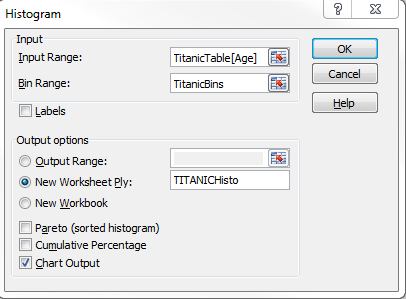 Histogram
?
Input
Input Range: TitanicTable[Age]
Bin Range: TitanicBins
Labels
OK
Cancel
Help
Output options
Output Range:
New Worksheet Ply: TITANICHisto
New Workbook
Pareto (sorted histogram)
Cumulative Percentage
Chart Output